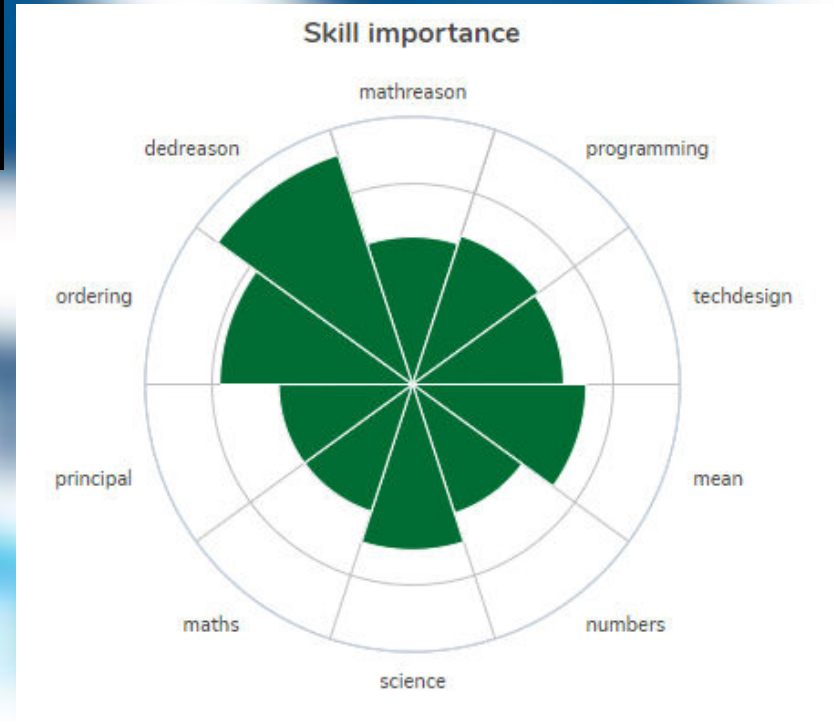 Skill importance
mathreason
dedreason
programming
ordering
techdesign
principal
mean
maths
numbers
science